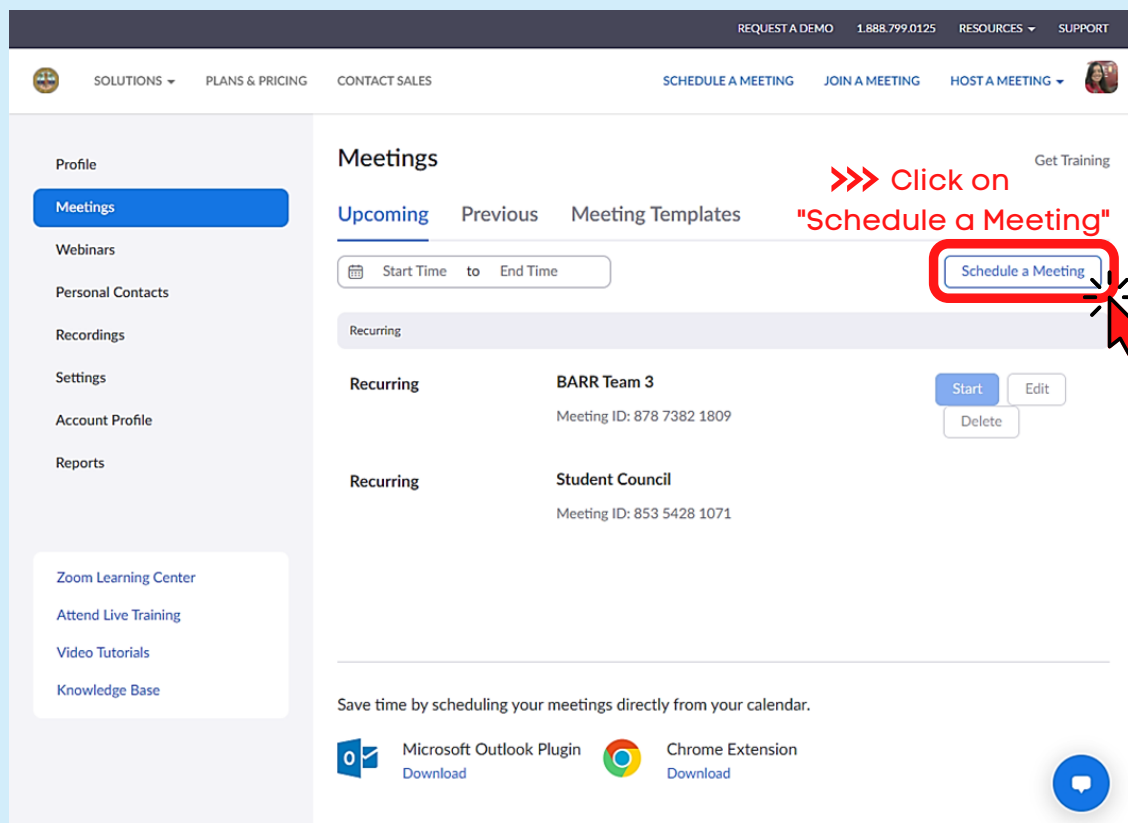 REQUEST A DEMO 1.888.799.0125 RESOURCES SUPPORT
SOLUTIONS PLANS & PRICING CONTACT SALES SCHEDULE A MEETING JOIN A MEETING HOST A MEETING
Profile
Meetings
Webinars
Personal Contacts
Recordings
Settings
Account Profile
Reports
Zoom Learning Center
Attend Live Training
Video Tutorials
Knowledge Base
Meetings
Get Training
>>> Click on
"Schedule a Meeting"
Upcoming Previous Meeting Templates
Start Time to End Time
Schedule a Meeting
Recurring
Recurring BARR Team 3 Start Edit
Meeting ID: 878 7382 1809 Delete
Recurring Student Council
Meeting ID: 853 5428 1071
Save time by scheduling your meetings directly from your calendar.
Microsoft Outlook Plugin Chrome Extension
Download Download